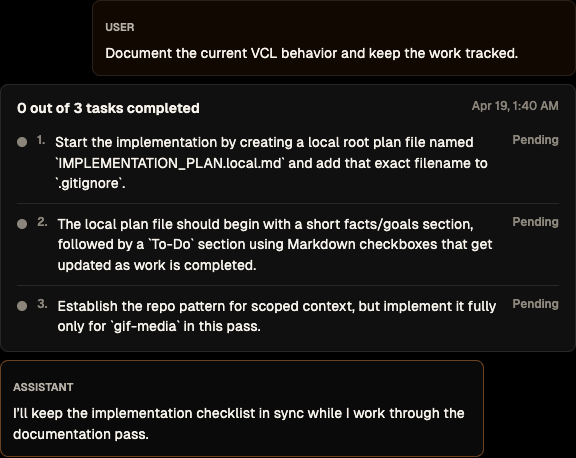 USER
Document the current VCL behavior and keep the work tracked.
0 out of 3 tasks completed
Apr 19, 1:40 AM
1. Start the implementation by creating a local root plan file named
`IMPLEMENTATION_PLAN.local.md` and add that exact filename to
`.gitignore`.
Pending
2. The local plan file should begin with a short facts/goals section,
followed by a `To-Do` section using Markdown checkboxes that get
updated as work is completed.
Pending
3. Establish the repo pattern for scoped context, but implement it fully
only for `gif-media` in this pass.
Pending
ASSISTANT
I'll keep the implementation checklist in sync while I work through the
documentation pass.